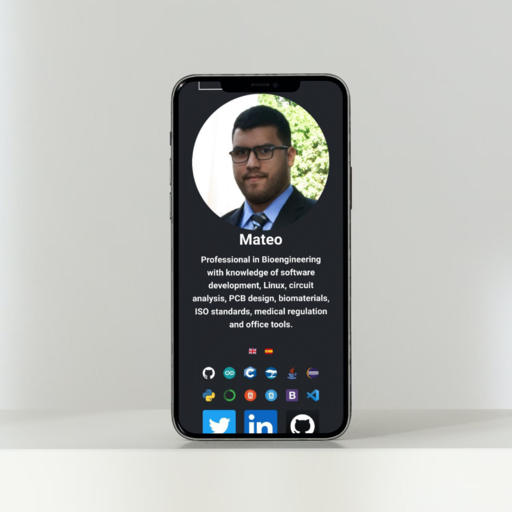 Mateo
Professional in Bioengineering
with knowledge of software
development, Linux, circuit
analysis, PCB design, biomaterials,
ISO standards, medical regulation
and office tools.